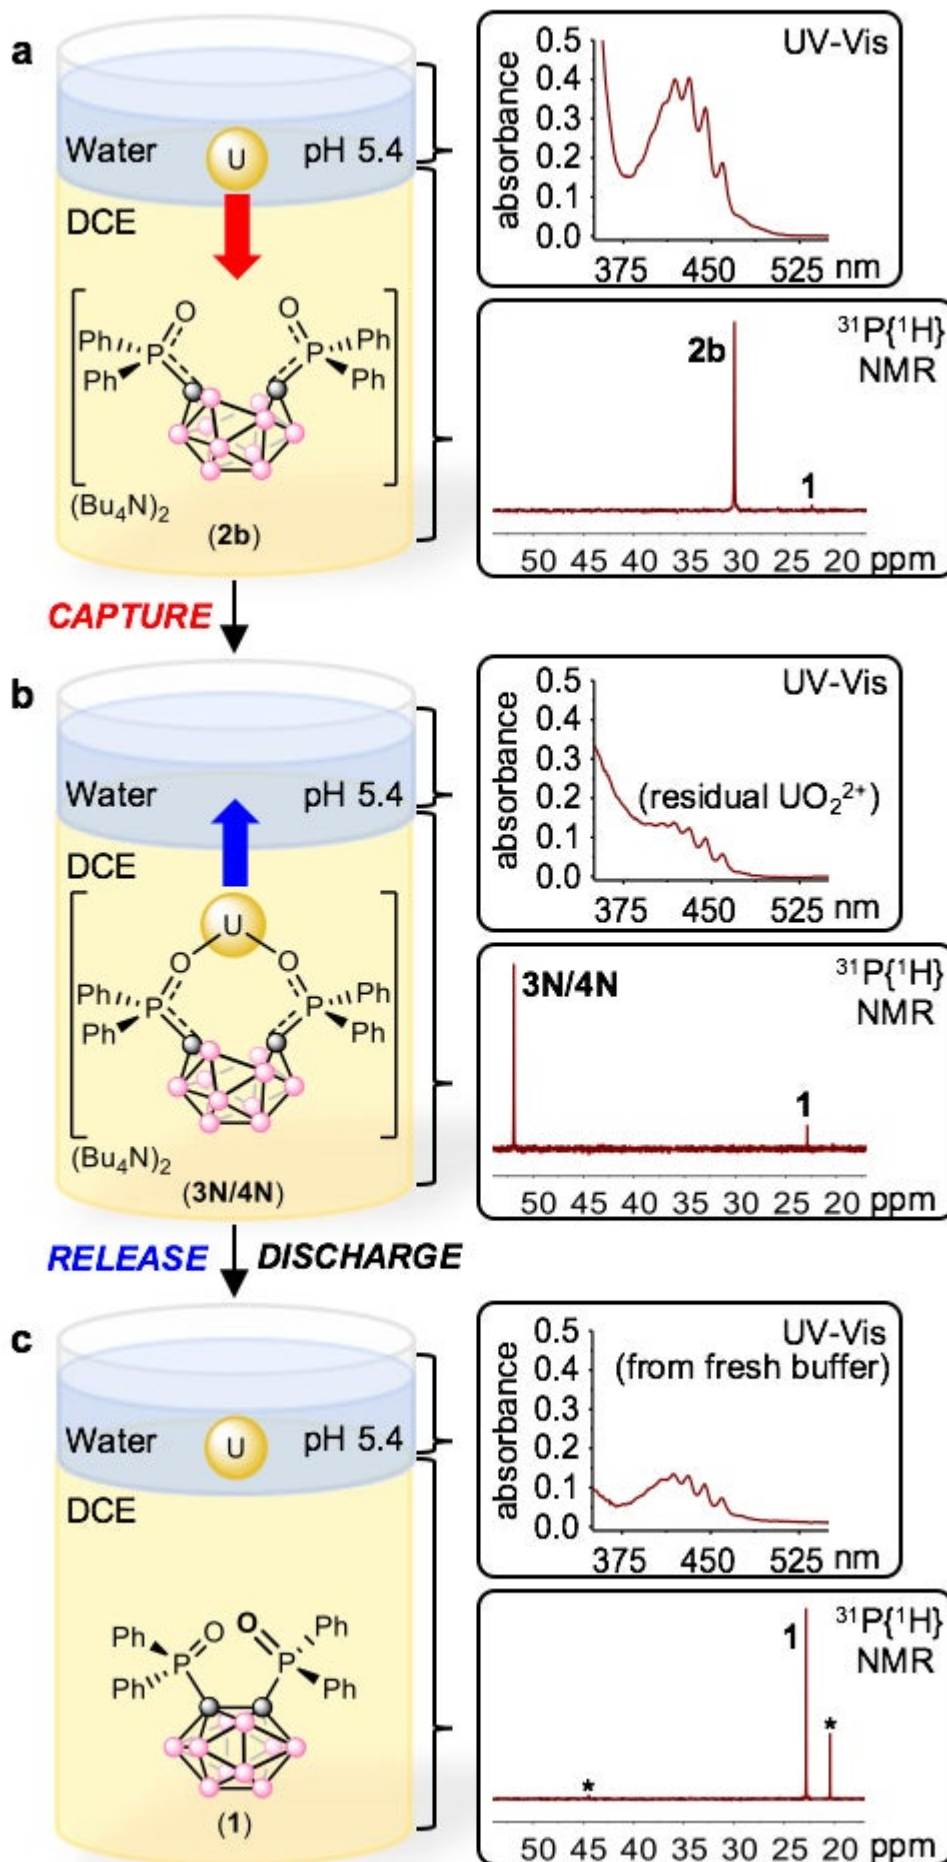 a
Water U pH 5.4
DCE
O O
Ph P P Ph
Ph Ph
(Bu₄N)₂
(2b)
UV-Vis
absorbance
0.5
0.4
0.3
0.2
0.1
0.0
375 450 525 nm
³¹P{¹H}
NMR
2b
1
50 45 40 35 30 25 20 ppm
CAPTURE
b
Water pH 5.4
DCE
U
O O
Ph P P Ph
Ph Ph
(Bu₄N)₂
(3N/4N)
UV-Vis
absorbance
0.5
0.4
0.3
0.2
0.1
0.0
(residual UO₂²⁺)
375 450 525 nm
³¹P{¹H}
NMR
3N/4N
1
50 45 40 35 30 25 20 ppm
RELEASE DISCHARGE
c
Water U pH 5.4
DCE
Ph O O Ph
P P
Ph Ph
(1)
UV-Vis
(from fresh buffer)
absorbance
0.5
0.4
0.3
0.2
0.1
0.0
375 450 525 nm
³¹P{¹H}
NMR
1
*
*
50 45 40 35 30 25 20 ppm